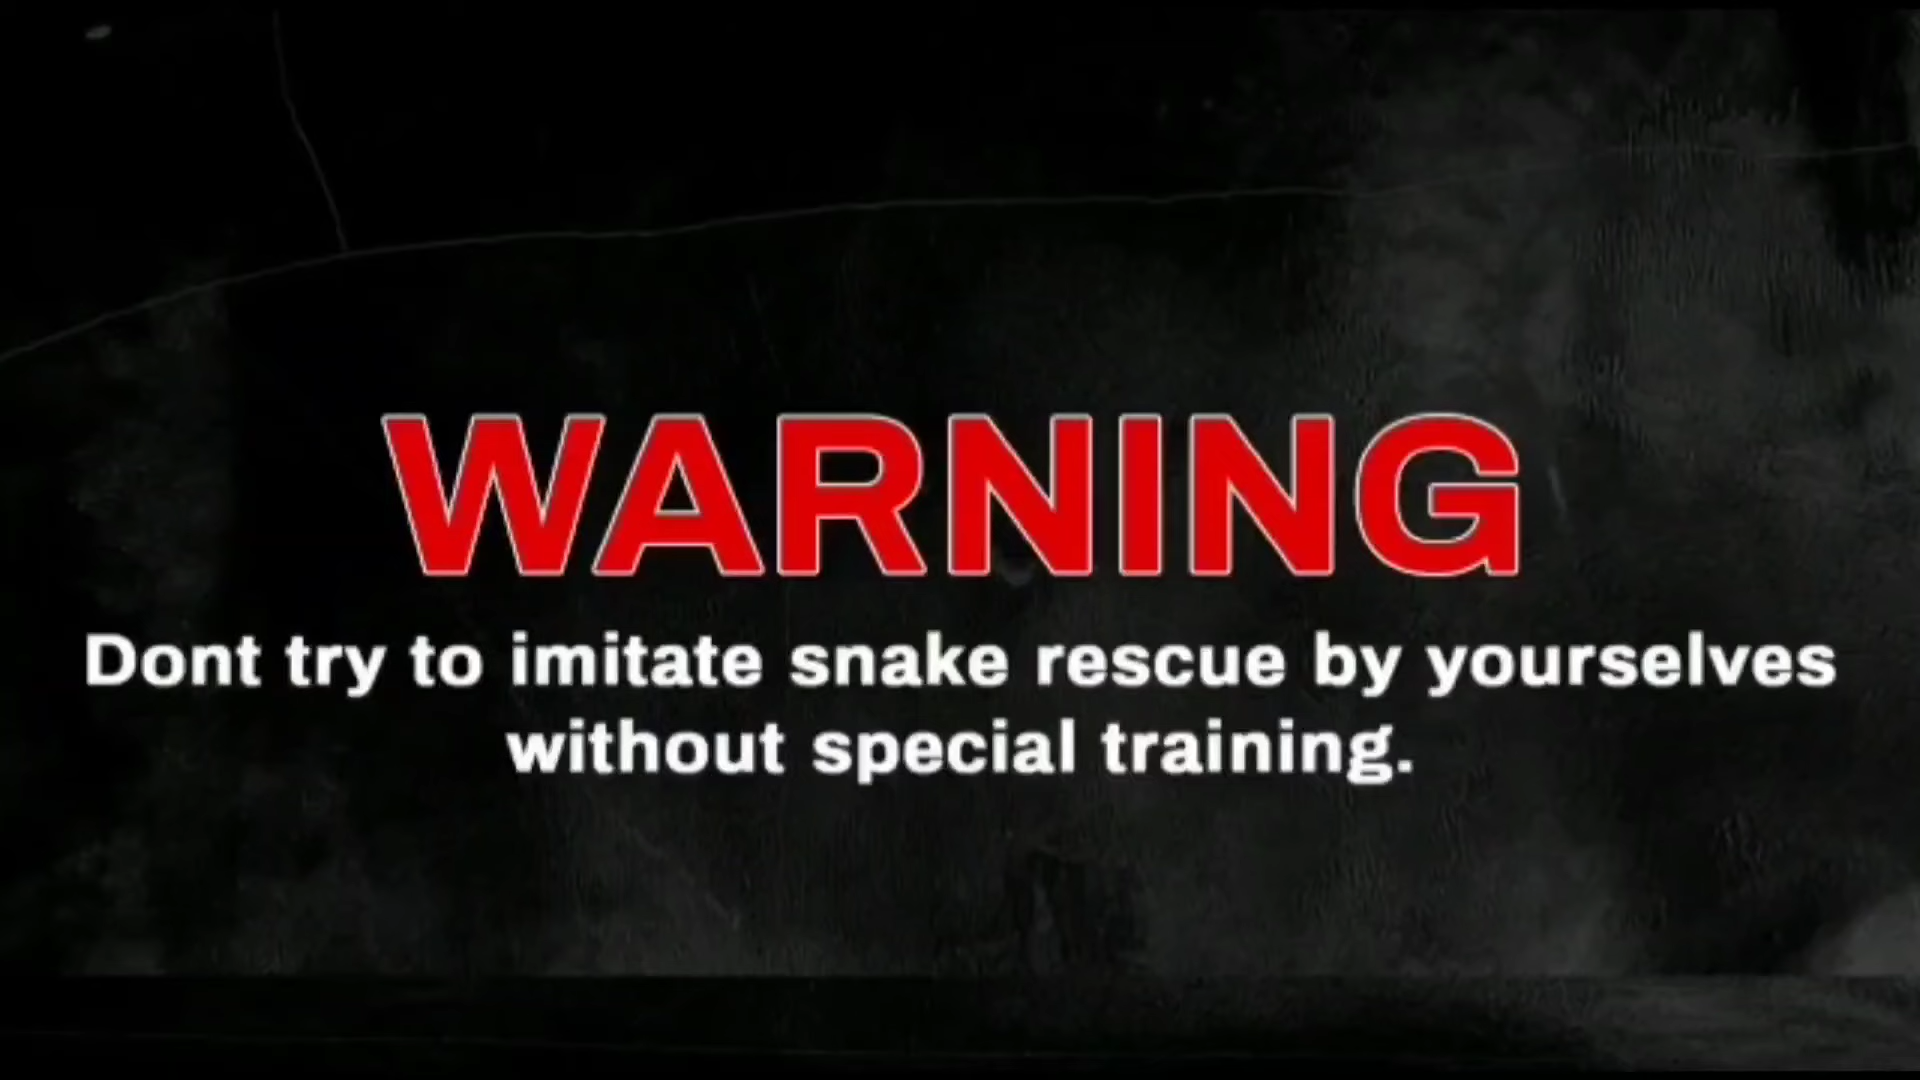 WARNING
Dont try to imitate snake rescue by yourselves
without special training.